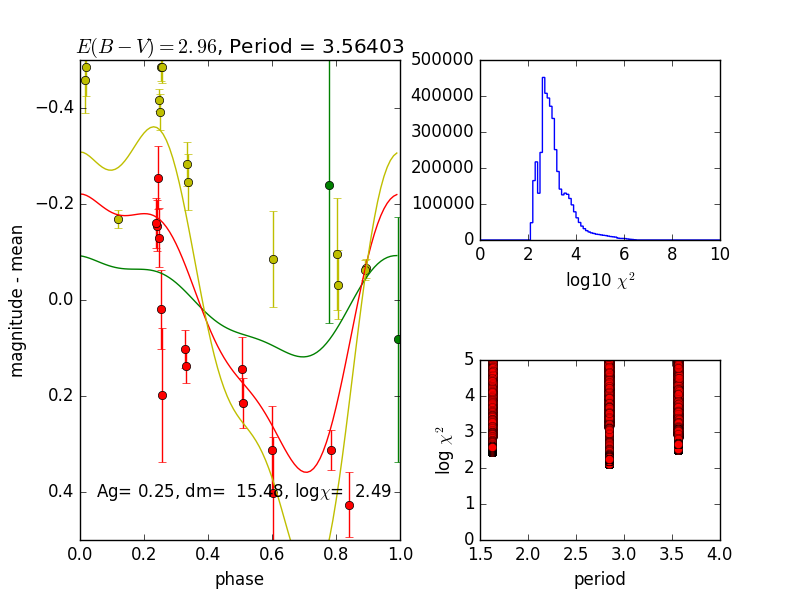 E(B − V) = 2.96, Period = 3.56403
−0.4
−0.2
0.0
0.2
0.4
magnitude - mean
Ag= 0.25, dm= 15.48, logχ= 2.49
0.0 0.2 0.4 0.6 0.8 1.0
phase
500000
400000
300000
200000
100000
0
0 2 4 6 8 10
log10 χ²
5
4
3
2
1
0
log χ²
1.5 2.0 2.5 3.0 3.5 4.0
period